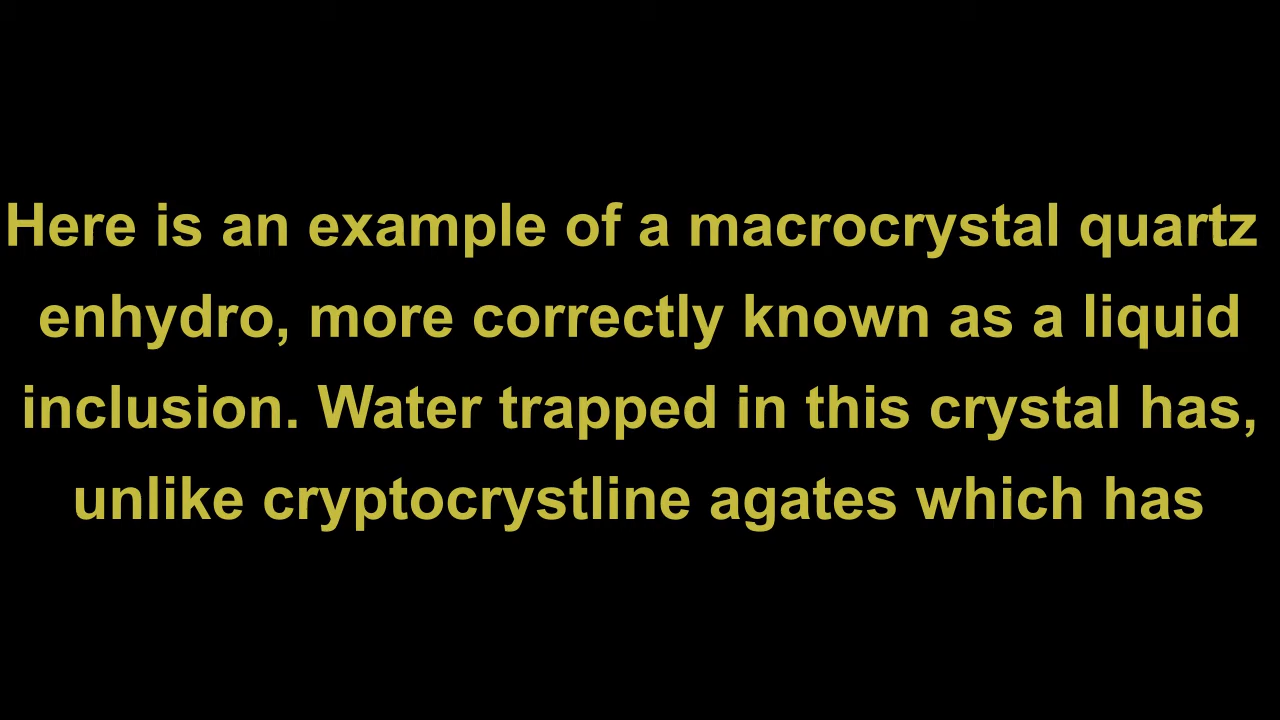 Here is an example of a macrocrystal quartz
enhydro, more correctly known as a liquid
inclusion. Water trapped in this crystal has,
unlike cryptocrystline agates which has